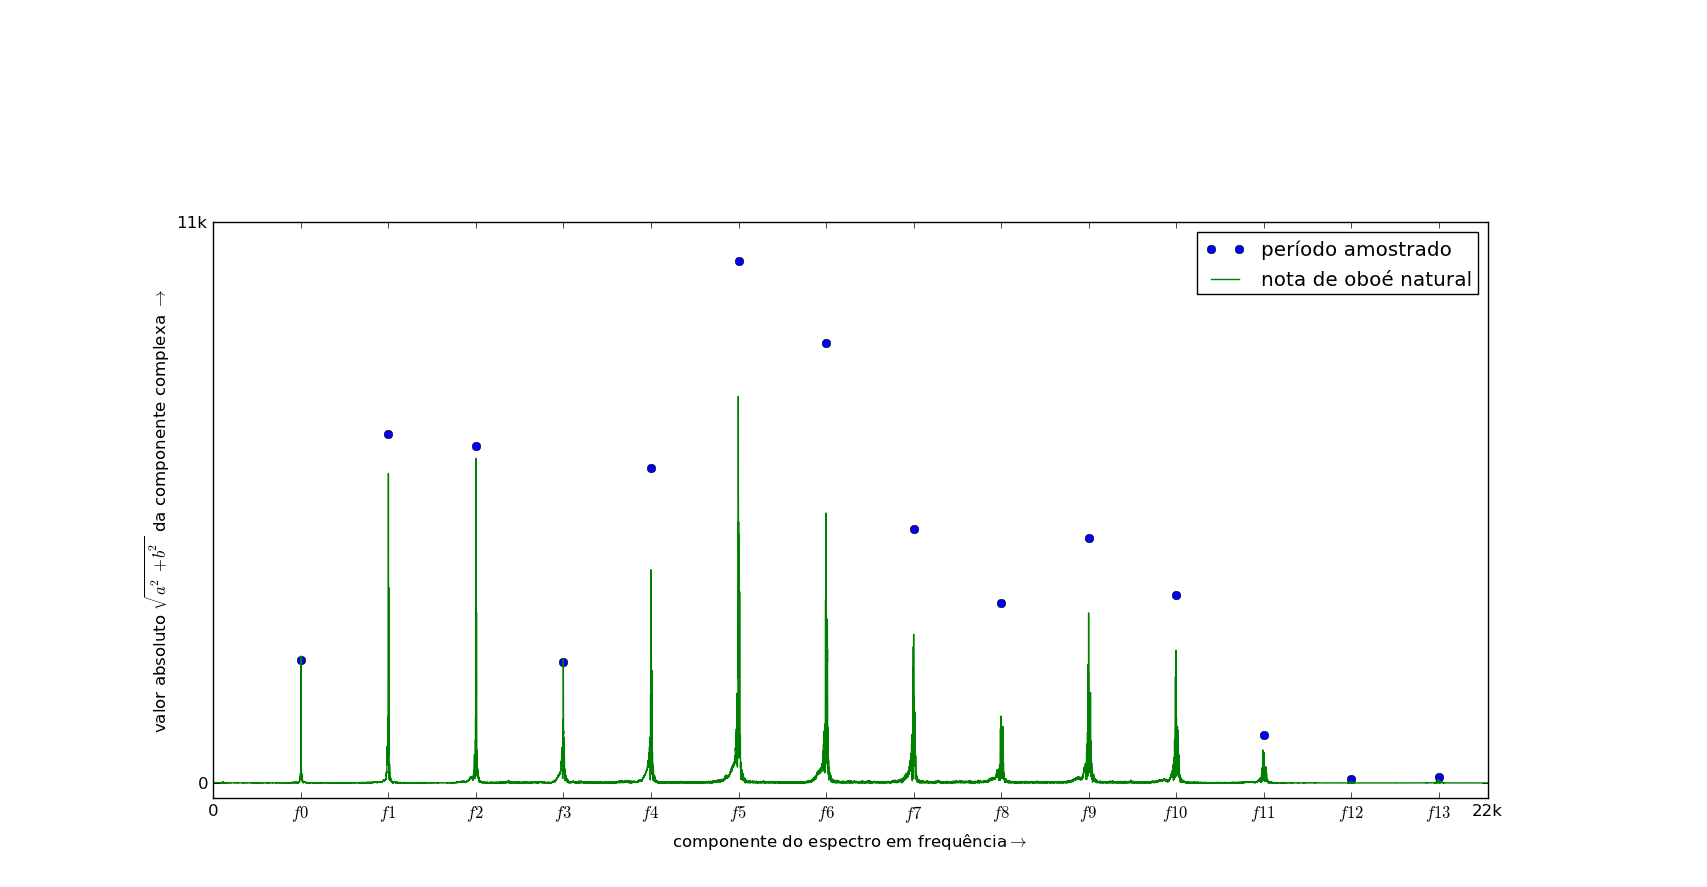 11k
período amostrado
nota de oboé natural
valor absoluto √a² + b² da componente complexa →
0
0 f0 f1 f2 f3 f4 f5 f6 f7 f8 f9 f10 f11 f12 f13 22k
componente do espectro em frequência →